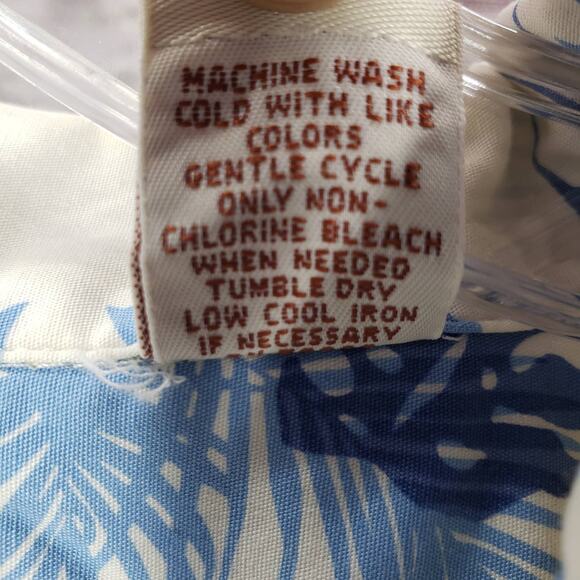 MACHINE WASH
COLD WITH LIKE
COLORS
GENTLE CYCLE
ONLY NON-
CHLORINE BLEACH
WHEN NEEDED
TUMBLE DRY
LOW COOL IRON
IF NECESSARY